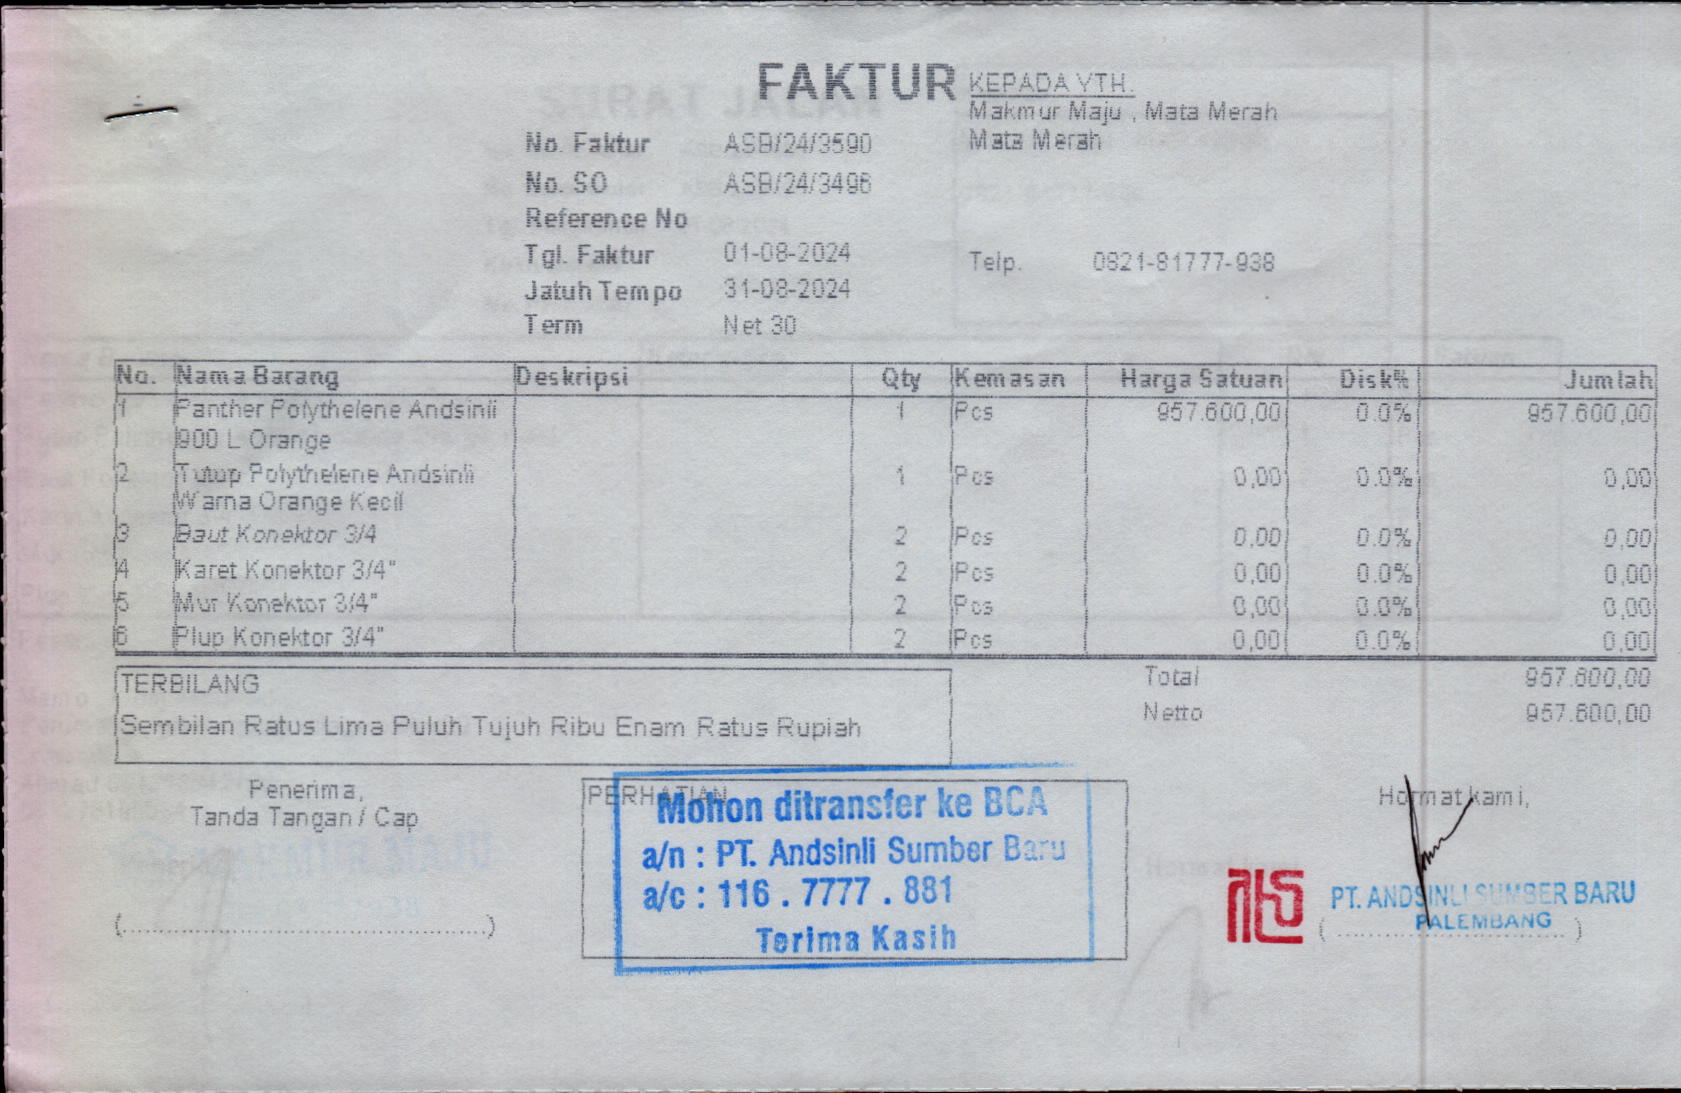 FAKTUR
KEPADA YTH.
Makmur Maju , Mata Merah
Mata Merah
No. Faktur ASB/24/3590
No. SO ASB/24/3496
Reference No
Tgl. Faktur 01-08-2024
Jatuh Tempo 31-08-2024
Term Net 30
Telp. 0821-81777-938
No. Nama Barang Deskripsi Qty Kemasan Harga Satuan Disk% Jumlah
1 Panther Polythelene Andsinli 1 Pcs 957.600,00 0.0% 957.600,00
900 L Orange
2 Tutup Polythelene Andsinli 1 Pcs 0,00 0.0% 0,00
Warna Orange Kecil
3 Baut Konektor 3/4 2 Pcs 0,00 0.0% 0,00
4 Karet Konektor 3/4" 2 Pcs 0,00 0.0% 0,00
5 Mur Konektor 3/4" 2 Pcs 0,00 0.0% 0,00
6 Plup Konektor 3/4" 2 Pcs 0,00 0.0% 0,00
TERBILANG
Sembilan Ratus Lima Puluh Tujuh Ribu Enam Ratus Rupiah
Total 957.600,00
Netto 957.600,00
Penerima,
Tanda Tangan / Cap
(..........................................)
PERHATIAN
Mohon ditransfer ke BCA
a/n : PT. Andsinli Sumber Baru
a/c : 116 . 7777 . 881
Terima Kasih
Hormat kami,
PT. ANDSINLI SUMBER BARU
PALEMBANG
(..........................)